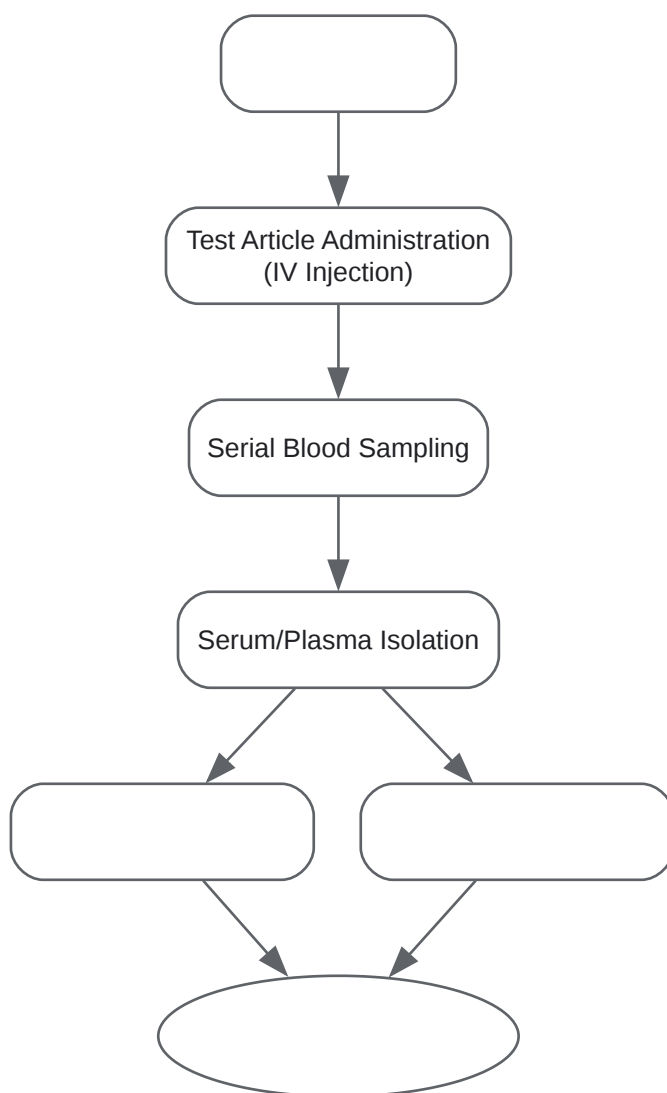 Test Article Administration
(IV Injection)
Serial Blood Sampling
Serum/Plasma Isolation